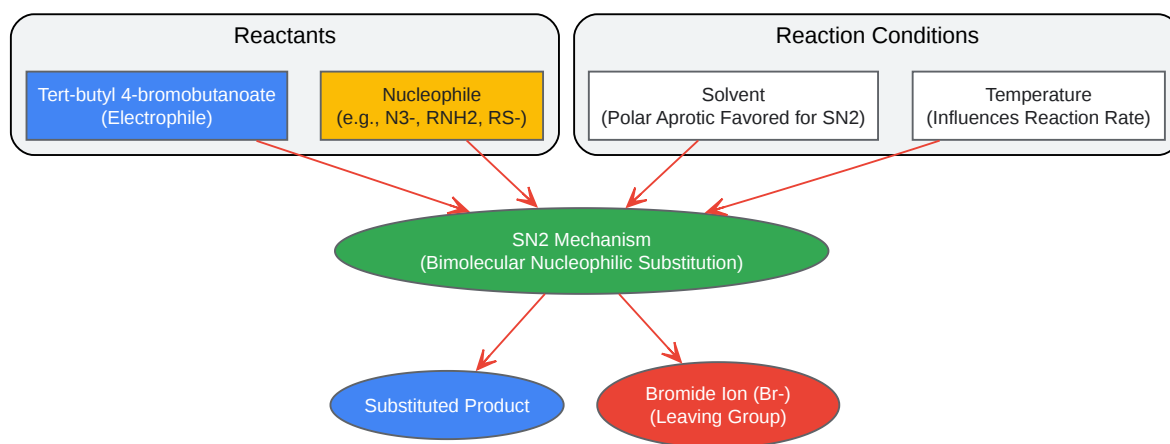 Reactants
Reaction Conditions
Tert-butyl 4-bromobutanoate
(Electrophile)
Nucleophile
(e.g., N3-, RNH2, RS-)
Solvent
(Polar Aprotic Favored for SN2)
Temperature
(Influences Reaction Rate)
SN2 Mechanism
(Bimolecular Nucleophilic Substitution)
Substituted Product
Bromide Ion (Br-)
(Leaving Group)